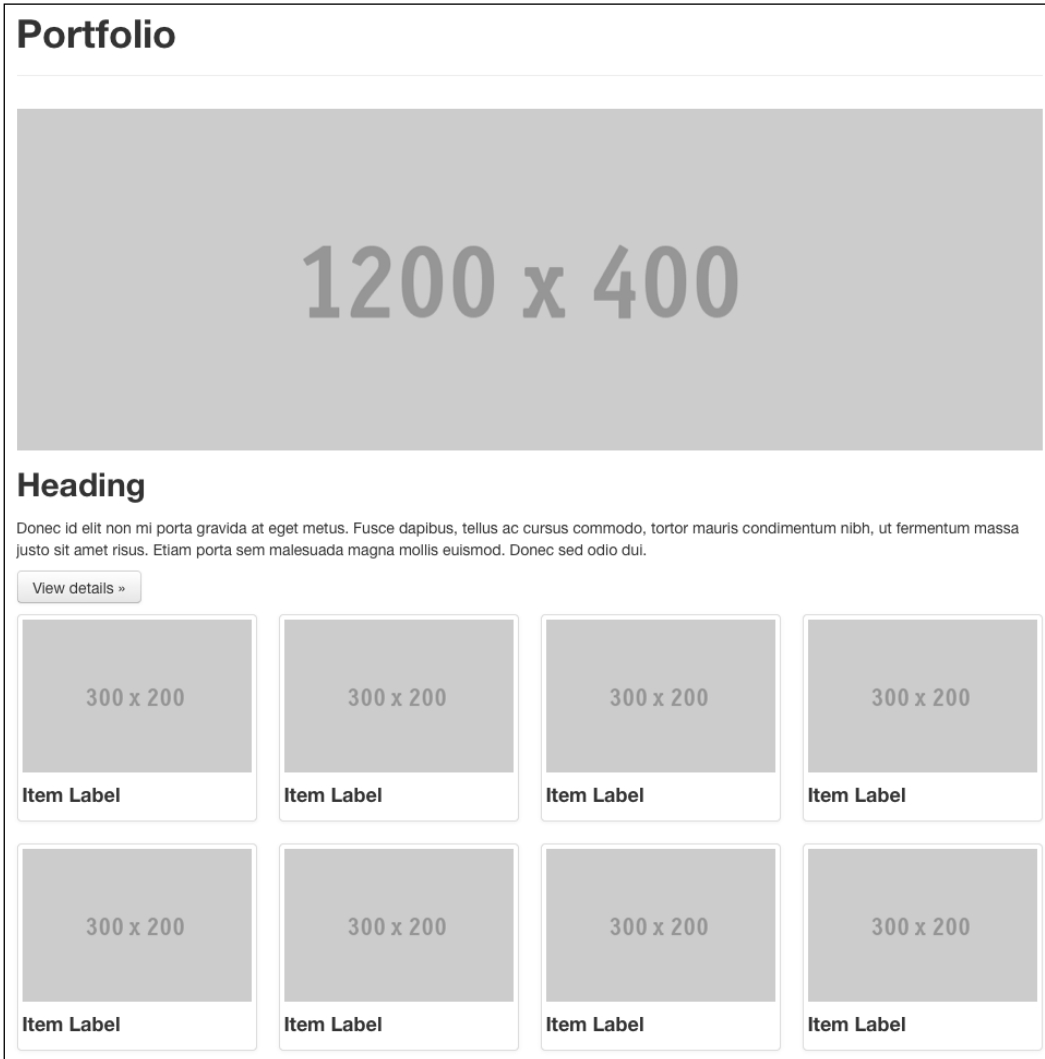 Portfolio
1200 x 400
Heading
Donec id elit non mi porta gravida at eget metus. Fusce dapibus, tellus ac cursus commodo, tortor mauris condimentum nibh, ut fermentum massa
justo sit amet risus. Etiam porta sem malesuada magna mollis euismod. Donec sed odio dui.
View details »
300 x 200
300 x 200
300 x 200
300 x 200
Item Label
Item Label
Item Label
Item Label
300 x 200
300 x 200
300 x 200
300 x 200
Item Label
Item Label
Item Label
Item Label